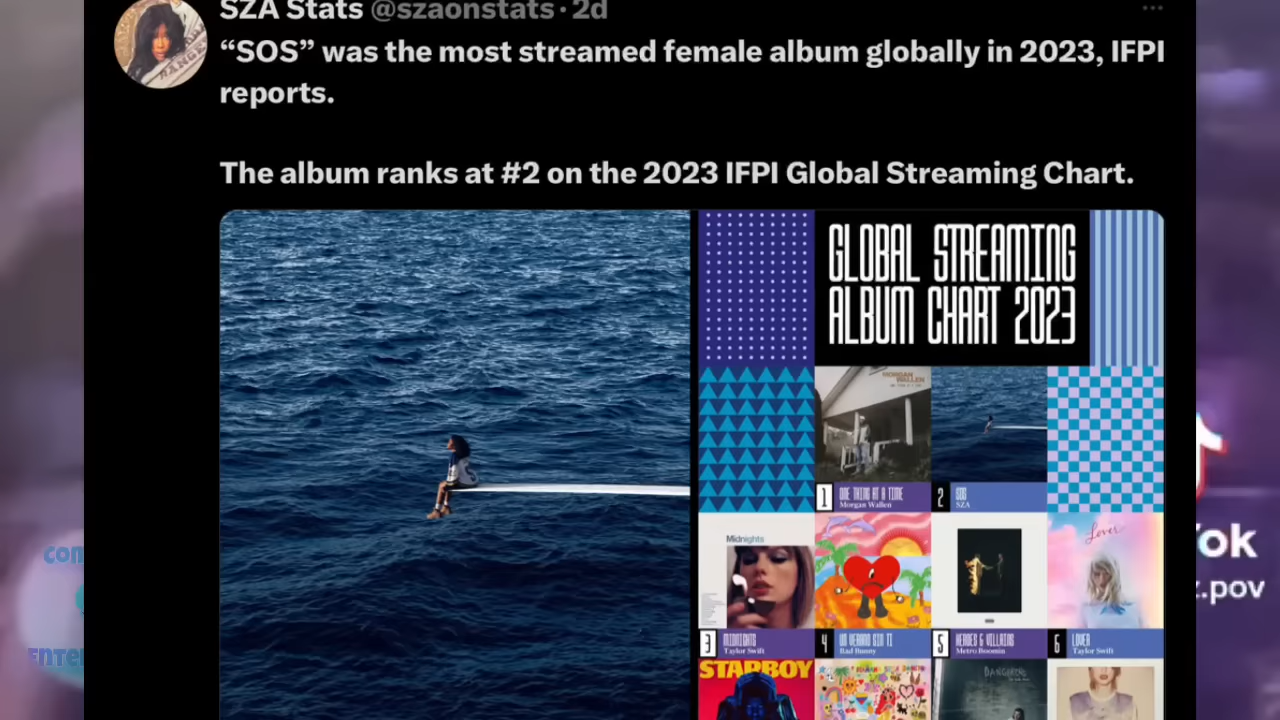 SZA Stats @szaonstats · 2d
“SOS” was the most streamed female album globally in 2023, IFPI
reports.
The album ranks at #2 on the 2023 IFPI Global Streaming Chart.
GLOBAL STREAMING
ALBUM CHART 2023
MORGAN
WALLEN
1 ONE THING AT A TIME
Morgan Wallen
2 SOS
SZA
Midnights
Lover
3 MIDNIGHTS
Taylor Swift
4 UN VERANO SIN TI
Bad Bunny
5 HEROES & VILLAINS
Metro Boomin
6 LOVER
Taylor Swift
STARBOY
DANGEROUS